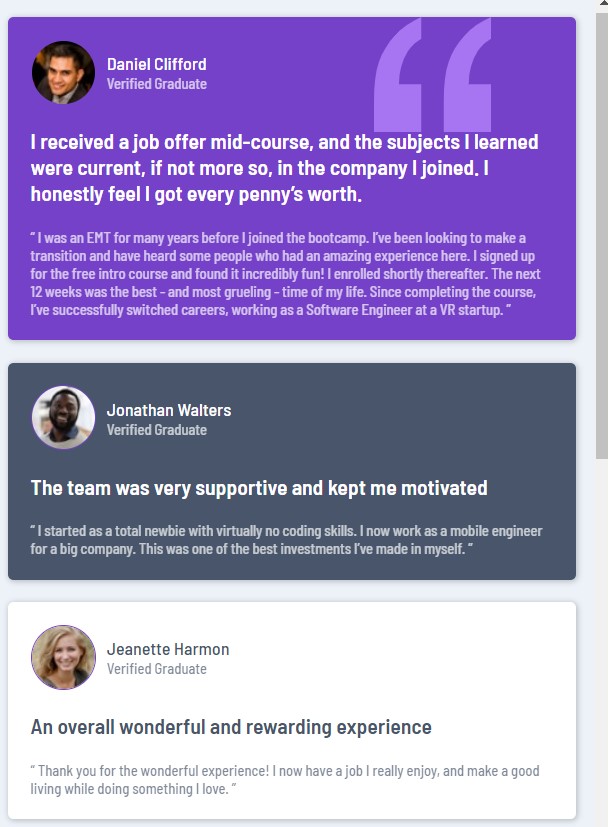 Daniel Clifford
Verified Graduate
I received a job offer mid-course, and the subjects I learned
were current, if not more so, in the company I joined. I
honestly feel I got every penny’s worth.
“ I was an EMT for many years before I joined the bootcamp. I’ve been looking to make a
transition and have heard some people who had an amazing experience here. I signed up
for the free intro course and found it incredibly fun! I enrolled shortly thereafter. The next
12 weeks was the best - and most grueling - time of my life. Since completing the course,
I’ve successfully switched careers, working as a Software Engineer at a VR startup. ”
Jonathan Walters
Verified Graduate
The team was very supportive and kept me motivated
“ I started as a total newbie with virtually no coding skills. I now work as a mobile engineer
for a big company. This was one of the best investments I’ve made in myself. ”
Jeanette Harmon
Verified Graduate
An overall wonderful and rewarding experience
“ Thank you for the wonderful experience! I now have a job I really enjoy, and make a good
living while doing something I love. ”